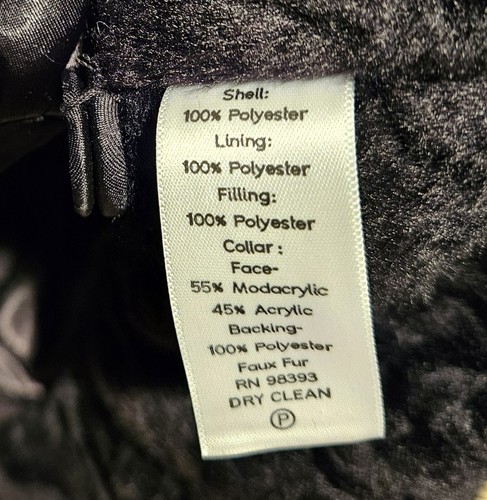 Shell:
100% Polyester
Lining:
100% Polyester
Filling:
100% Polyester
Collar :
Face-
55% Modacrylic
45% Acrylic
Backing-
100% Polyester
Faux Fur
RN 98393
DRY CLEAN
P